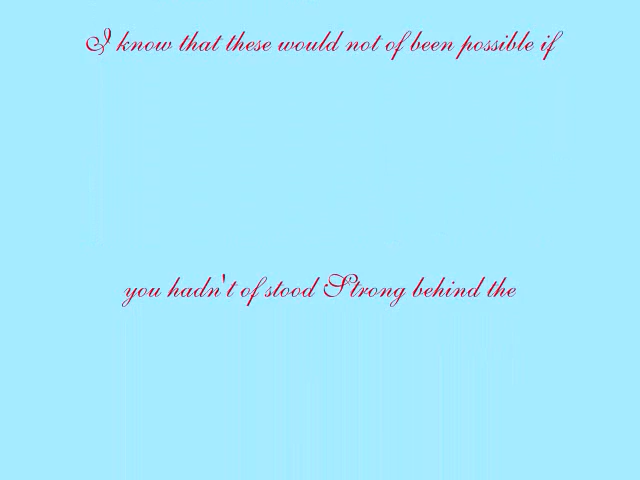 I know that these would not of been possible if
you hadn't of stood Strong behind the